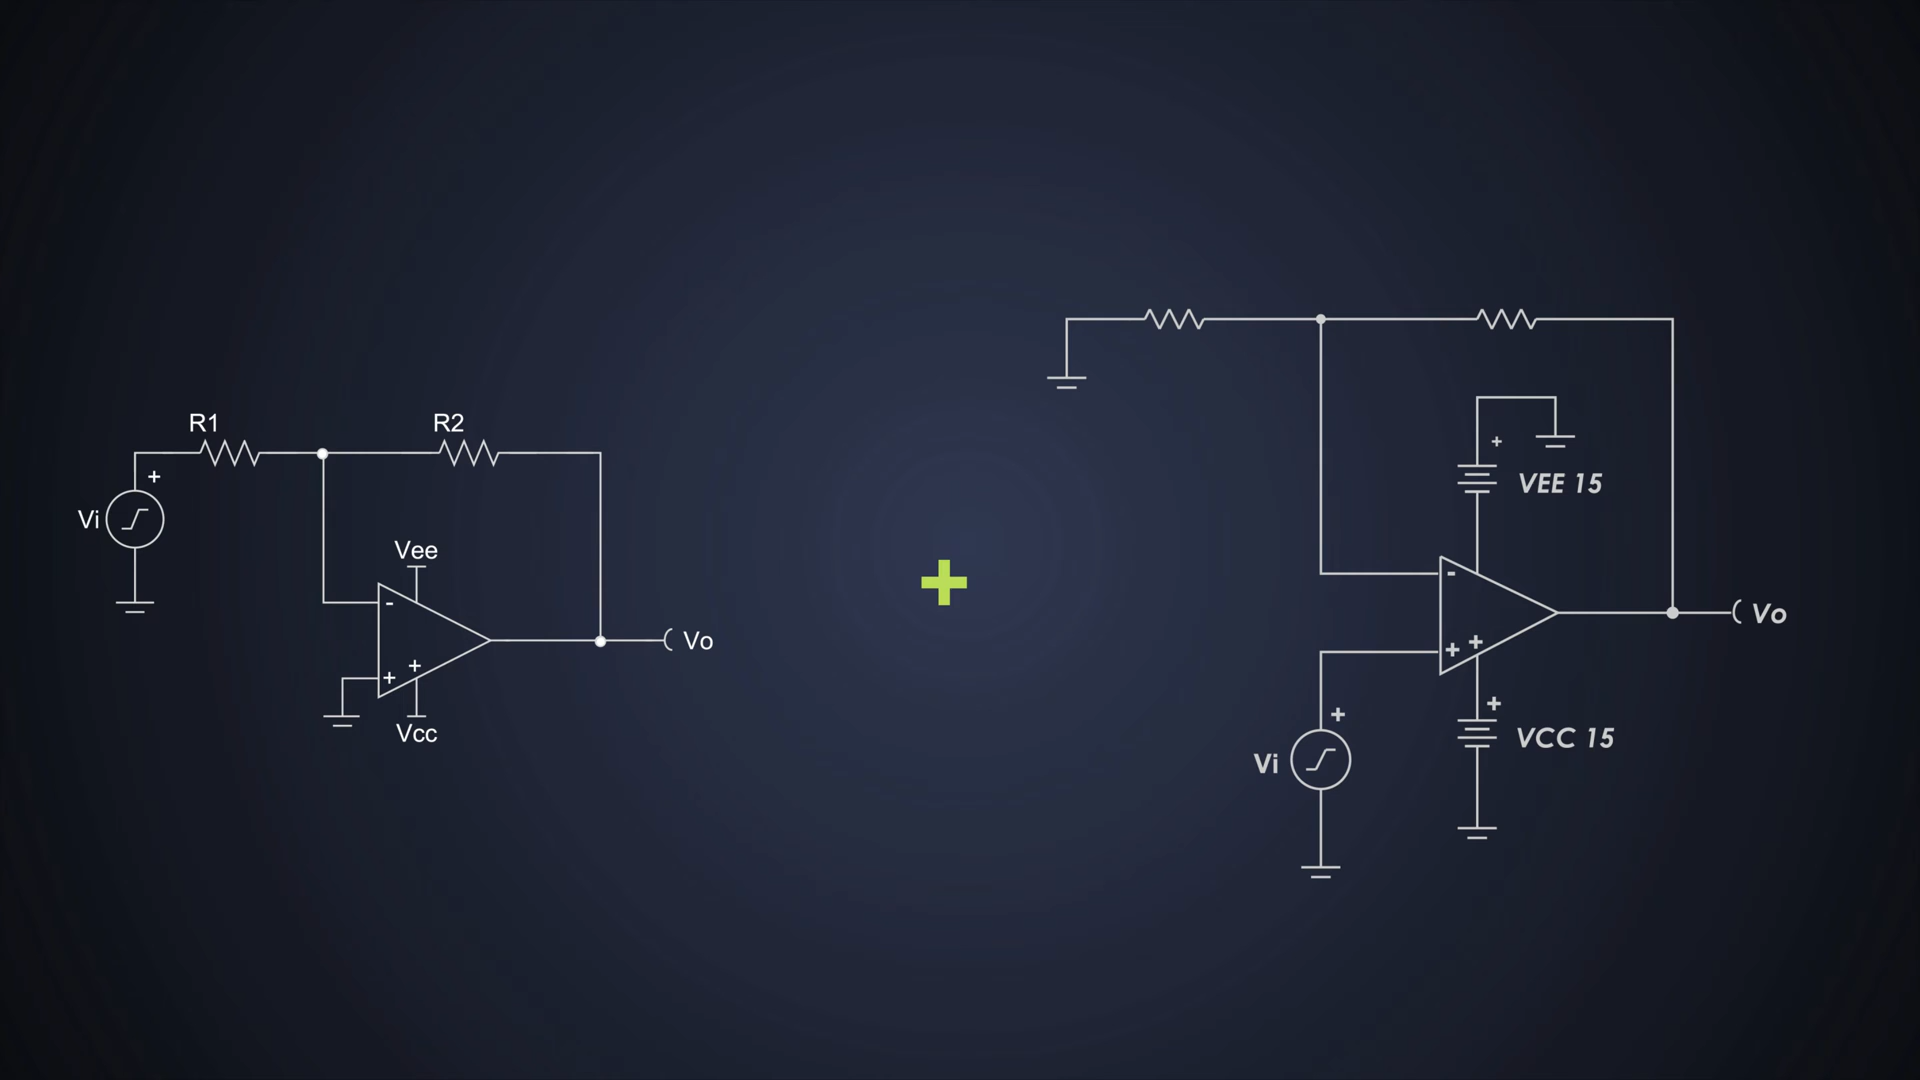 R1
R2
+
Vi
Vee
-
+
+
Vo
Vcc
+
+
VEE 15
-
+
+
Vo
+
VCC 15
+
Vi